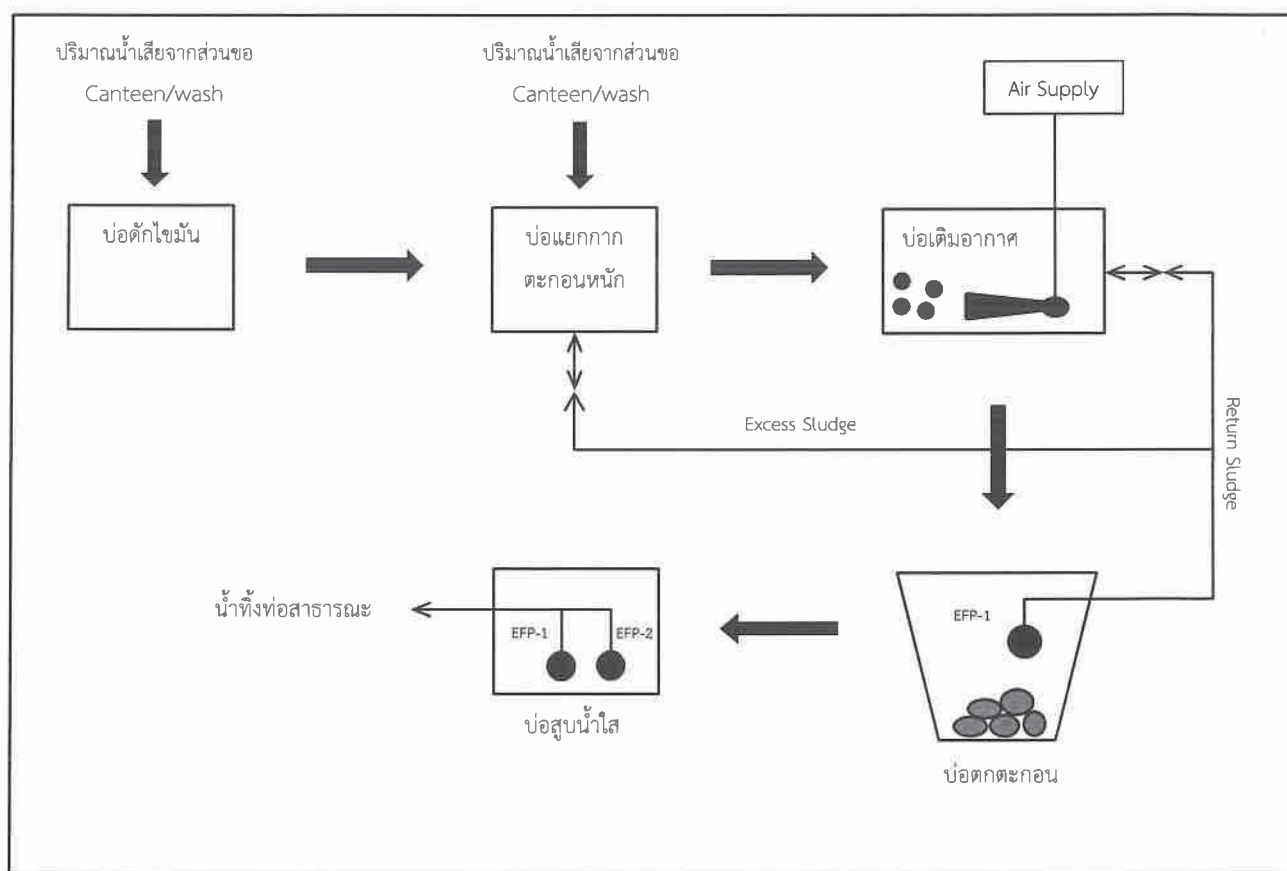 ปริมาณน้ำเสียจากส่วนขอ
Canteen/wash
ปริมาณน้ำเสียจากส่วนขอ
Canteen/wash
Air Supply
บ่อดักไขมัน
บ่อแยกกาก
ตะกอนหนัก
บ่อเติมอากาศ
Excess Sludge
Return Sludge
น้ำทิ้งท่อสาธารณะ
EFP-1
EFP-2
บ่อสูบน้ำใส
EFP-1
บ่อตกตะกอน